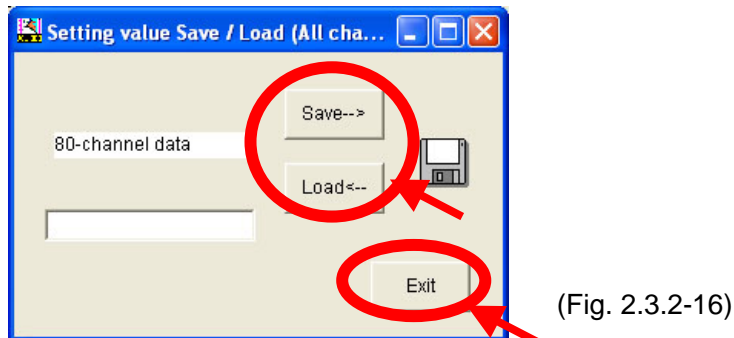 Setting value Save / Load (All cha...
Save-->
80-channel data
Load<--
Exit
(Fig. 2.3.2-16)